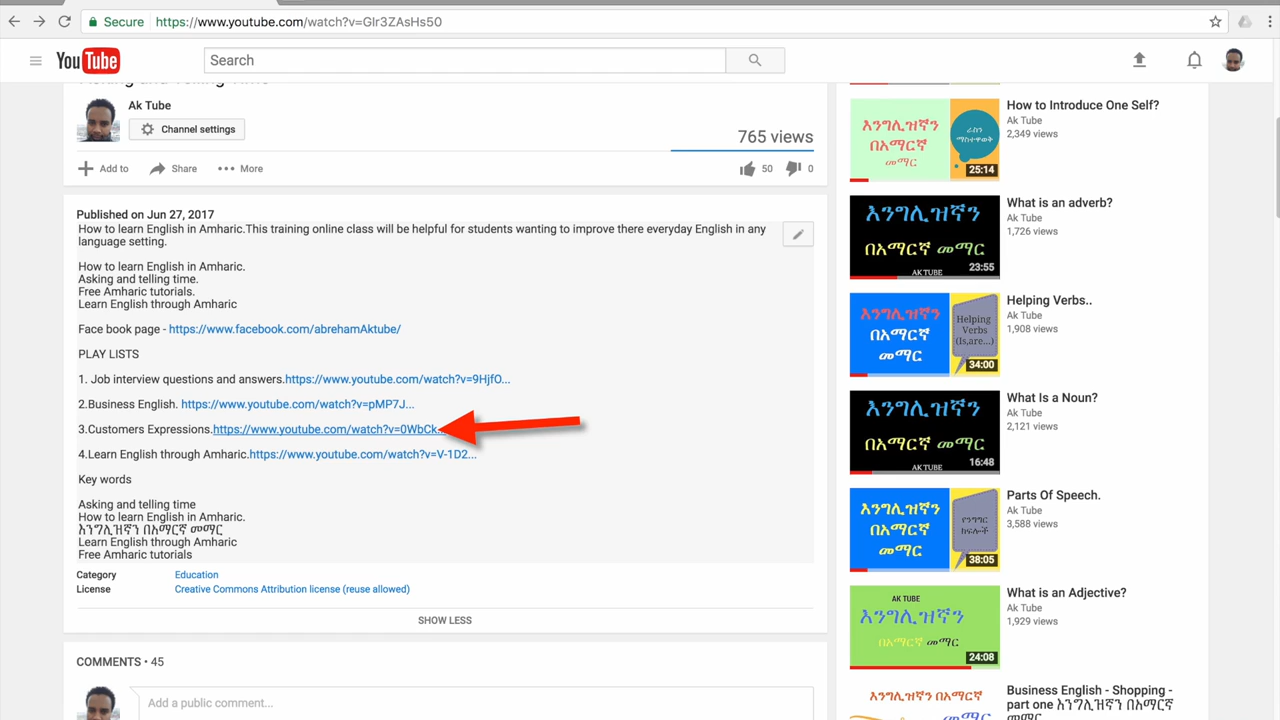 Secure https://www.youtube.com/watch?v=GIr3ZAsHs50
YouTube
Search
Ak Tube
Channel settings
765 views
Add to Share More 50 0
Published on Jun 27, 2017
How to learn English in Amharic.This training online class will be helpful for students wanting to improve there everyday English in any
language setting.
How to learn English in Amharic.
Asking and telling time.
Free Amharic tutorials.
Learn English through Amharic
Face book page - https://www.facebook.com/abrehamAktube/
PLAY LISTS
1. Job interview questions and answers.https://www.youtube.com/watch?v=9HjfO...
2.Business English. https://www.youtube.com/watch?v=pMP7J...
3.Customers Expressions.https://www.youtube.com/watch?v=0WbCk...
4.Learn English through Amharic.https://www.youtube.com/watch?v=V-1D2...
Key words
Asking and telling time
How to learn English in Amharic.
እንግሊዝኛን በአማርኛ መማር
Learn English through Amharic
Free Amharic tutorials
Category Education
License Creative Commons Attribution license (reuse allowed)
SHOW LESS
COMMENTS • 45
Add a public comment...
እንግሊዝኛን
በአማርኛ
መማር
ራስን
ማስተዋወቅ
25:14
How to Introduce One Self?
Ak Tube
2,349 views
እንግሊዝኛን
በአማርኛ መማር
AK TUBE
23:55
What is an adverb?
Ak Tube
1,726 views
እንግሊዝኛን
በአማርኛ
መማር
Helping
Verbs
(Is,are...)
34:00
Helping Verbs..
Ak Tube
1,908 views
እንግሊዝኛን
በአማርኛ መማር
AK TUBE
16:48
What Is a Noun?
Ak Tube
2,121 views
እንግሊዝኛን
በአማርኛ
መማር
የንግግር
ክፍሎች
38:05
Parts Of Speech.
Ak Tube
3,588 views
AK TUBE
እንግሊዝኛን
በአማርኛ መማር
24:08
What is an Adjective?
Ak Tube
1,929 views
እንግሊዝኛን በአማርኛ
Business English - Shopping -
part one እንግሊዝኛን በአማርኛ
መማር